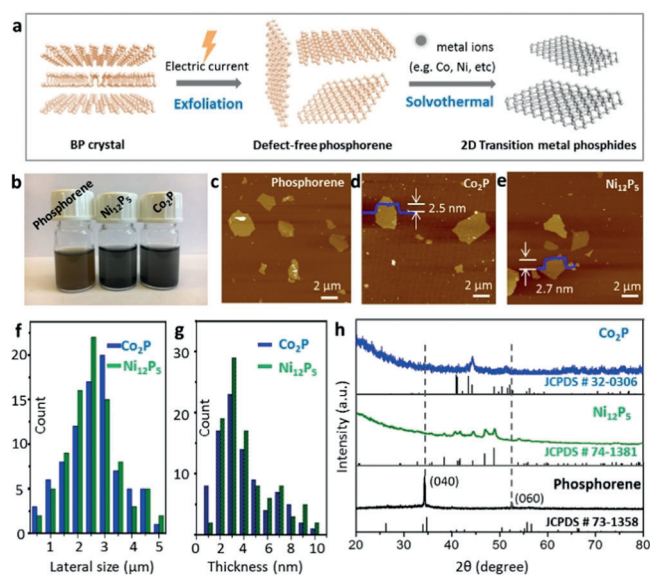 a
Electric current
Exfoliation
metal ions
(e.g. Co, Ni, etc)
Solvothermal
BP crystal
Defect-free phosphorene
2D Transition metal phosphides
b
Phosphorene
Ni₁₂P₅
Co₂P
c
Phosphorene
2 μm
d
Co₂P
2.5 nm
2 μm
e
Ni₁₂P₅
2.7 nm
2 μm
f
Co₂P
Ni₁₂P₅
Count
20
15
10
5
0
1
2
3
4
5
Lateral size (μm)
g
Co₂P
Ni₁₂P₅
Count
30
20
10
0
0
2
4
6
8
10
Thickness (nm)
h
Intensity (a.u.)
Co₂P
JCPDS # 32-0306
Ni₁₂P₅
JCPDS # 74-1381
Phosphorene
(040)
(060)
JCPDS # 73-1358
20
30
40
50
60
70
80
2θ (degree)